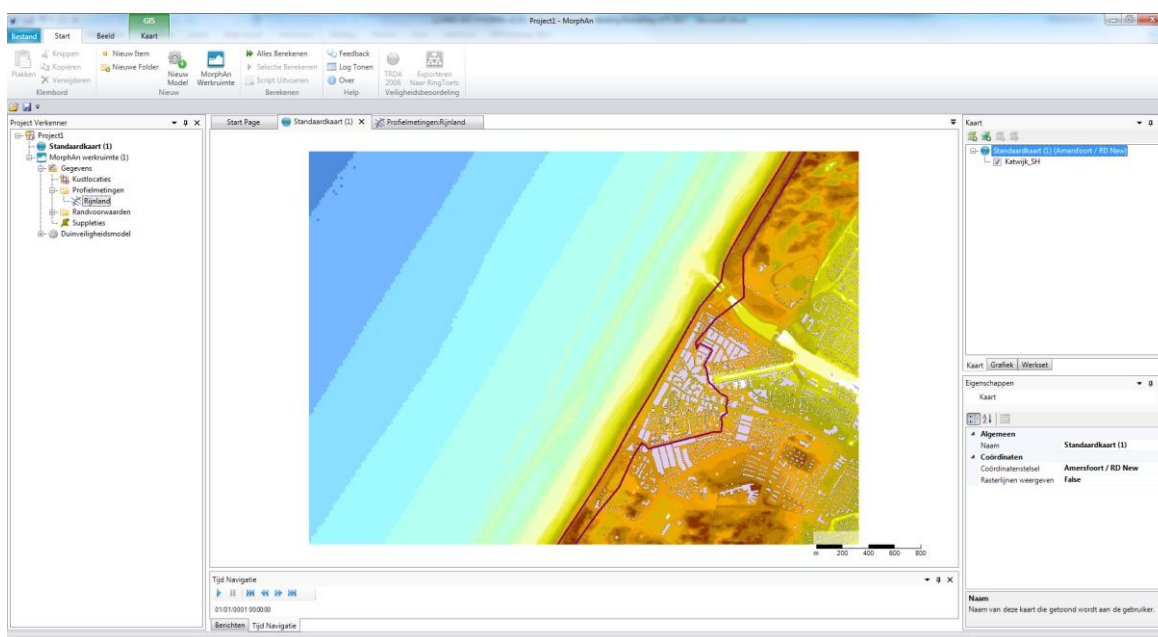 Project1 - MorphAn
GIS
Bestand Start Beeld Kaart
Plakken
Knippen
Kopiëren
Verwijderen
Klembord
Nieuw Item
Nieuwe Folder
Nieuw Model
MorphAn Werkruimte
Nieuw
Alles Berekenen
Selectie Berekenen
Script Uitvoeren
Berekenen
Feedback
Log Tonen
Over
Help
TRDA 2006
Exporteren Naar RingToets
Veiligheidsbeoordeling
Project Verkenner
Project1
Standaardkaart (1)
MorphAn werkruimte (1)
Gegevens
Kustlocaties
Profielmetingen
Rijnland
Randvoorwaarden
Suppleties
Duinveiligheidsmodel
Start Page Standaardkaart (1) Profielmetingen:Rijnland
m 200 400 600 800
Tijd Navigatie
01/01/0001 00:00:00
Berichten Tijd Navigatie
Kaart
Standaardkaart (1) (Amersfoort / RD New)
Katwijk_SH
Kaart Grafiek Werkset
Eigenschappen
Kaart
Algemeen
Naam Standaardkaart (1)
Coördinaten
Coördinatenstelsel Amersfoort / RD New
Rasterlijnen weergeven False
Naam
Naam van deze kaart die getoond wordt aan de gebruiker.